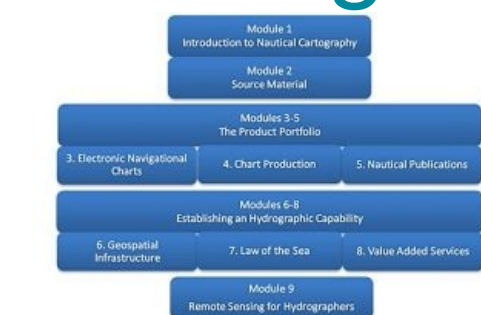 Module 1
Introduction to Nautical Cartography
Module 2
Source Material
Modules 3-5
The Product Portfolio
3. Electronic Navigational
Charts
4. Chart Production
5. Nautical Publications
Modules 6-8
Establishing an Hydrographic Capability
6. Geospatial
Infrastructure
7. Law of the Sea
8. Value Added Services
Module 9
Remote Sensing for Hydrographers